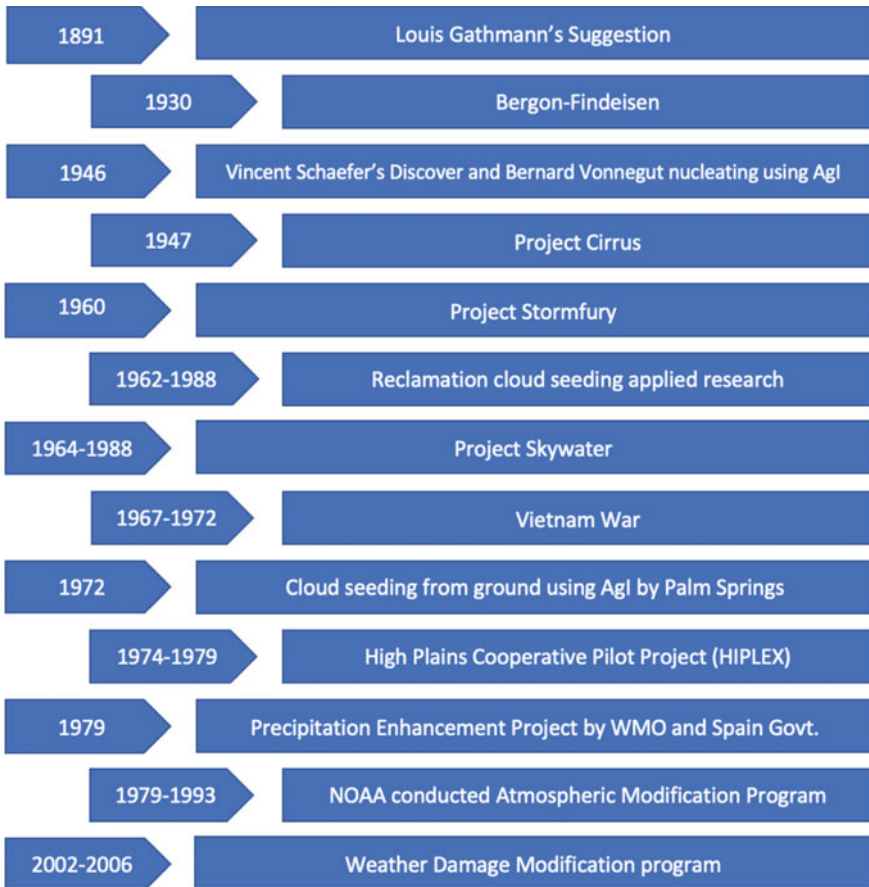 1891 Louis Gathmann’s Suggestion
1930 Bergon-Findeisen
1946 Vincent Schaefer’s Discover and Bernard Vonnegut nucleating using AgI
1947 Project Cirrus
1960 Project Stormfury
1962-1988 Reclamation cloud seeding applied research
1964-1988 Project Skywater
1967-1972 Vietnam War
1972 Cloud seeding from ground using AgI by Palm Springs
1974-1979 High Plains Cooperative Pilot Project (HIPLEX)
1979 Precipitation Enhancement Project by WMO and Spain Govt.
1979-1993 NOAA conducted Atmospheric Modification Program
2002-2006 Weather Damage Modification program